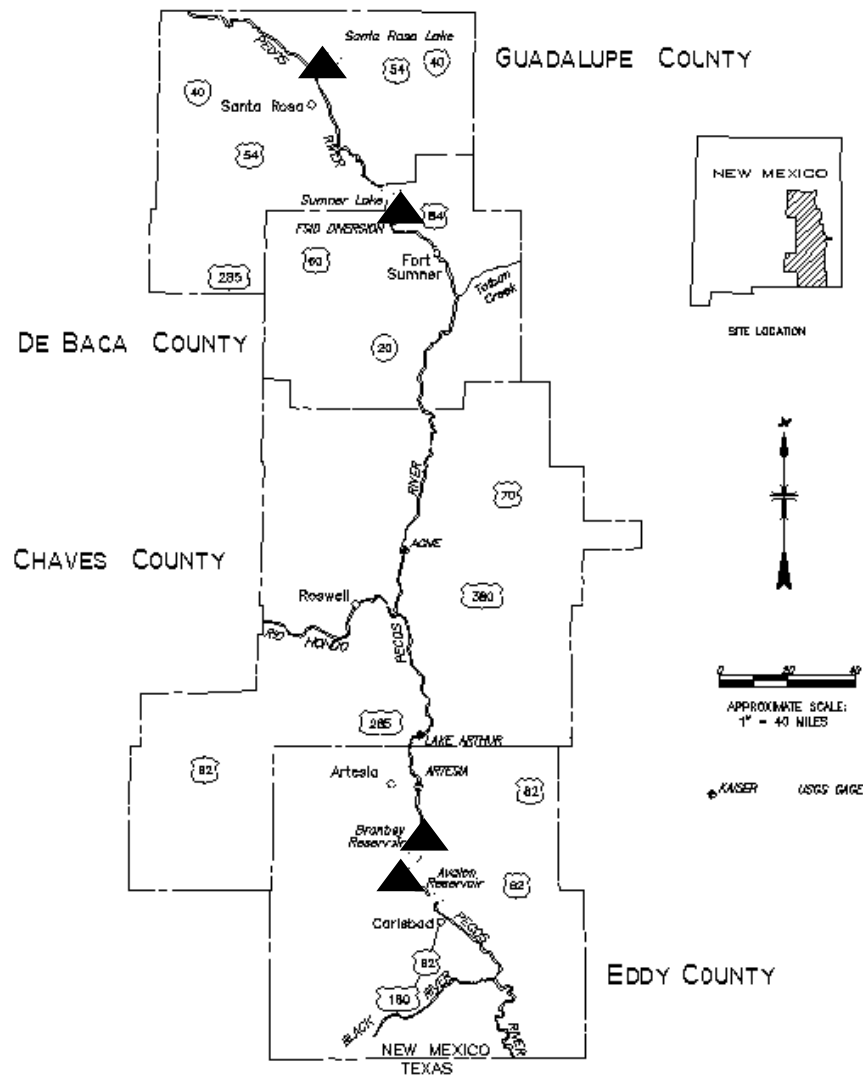 PECOS
Santa Rosa Lake
GUADALUPE COUNTY
40
54
40
Santa Rosa
54
RIVER
NEW MEXICO
Sumner Lake
84
FSID DIVERSION
60
Fort
Sumner
285
Taiban
Creek
SITE LOCATION
DE BACA COUNTY
20
N
RIVER
70
ACME
CHAVES COUNTY
Roswell
380
RIO HONDO
PECOS
0
20
40
APPROXIMATE SCALE:
1" = 40 MILES
285
LAKE ARTHUR
82
Artesia
ARTESIA
82
KAISER
USGS GAGE
Reservoir
Avalon
Reservoir
82
Carlsbad
PECOS
82
EDDY COUNTY
180
BLACK RIVER
RIVER
NEW MEXICO
TEXAS